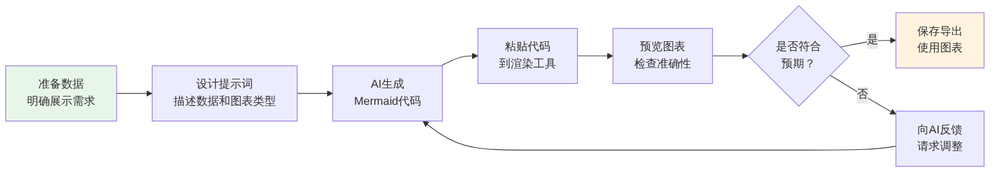 准备数据
明确展示需求
设计提示词
描述数据和图表类型
AI生成
Mermaid代码
粘贴代码
到渲染工具
预览图表
检查准确性
是否符合
预期？
是
保存导出
使用图表
否
向AI反馈
请求调整